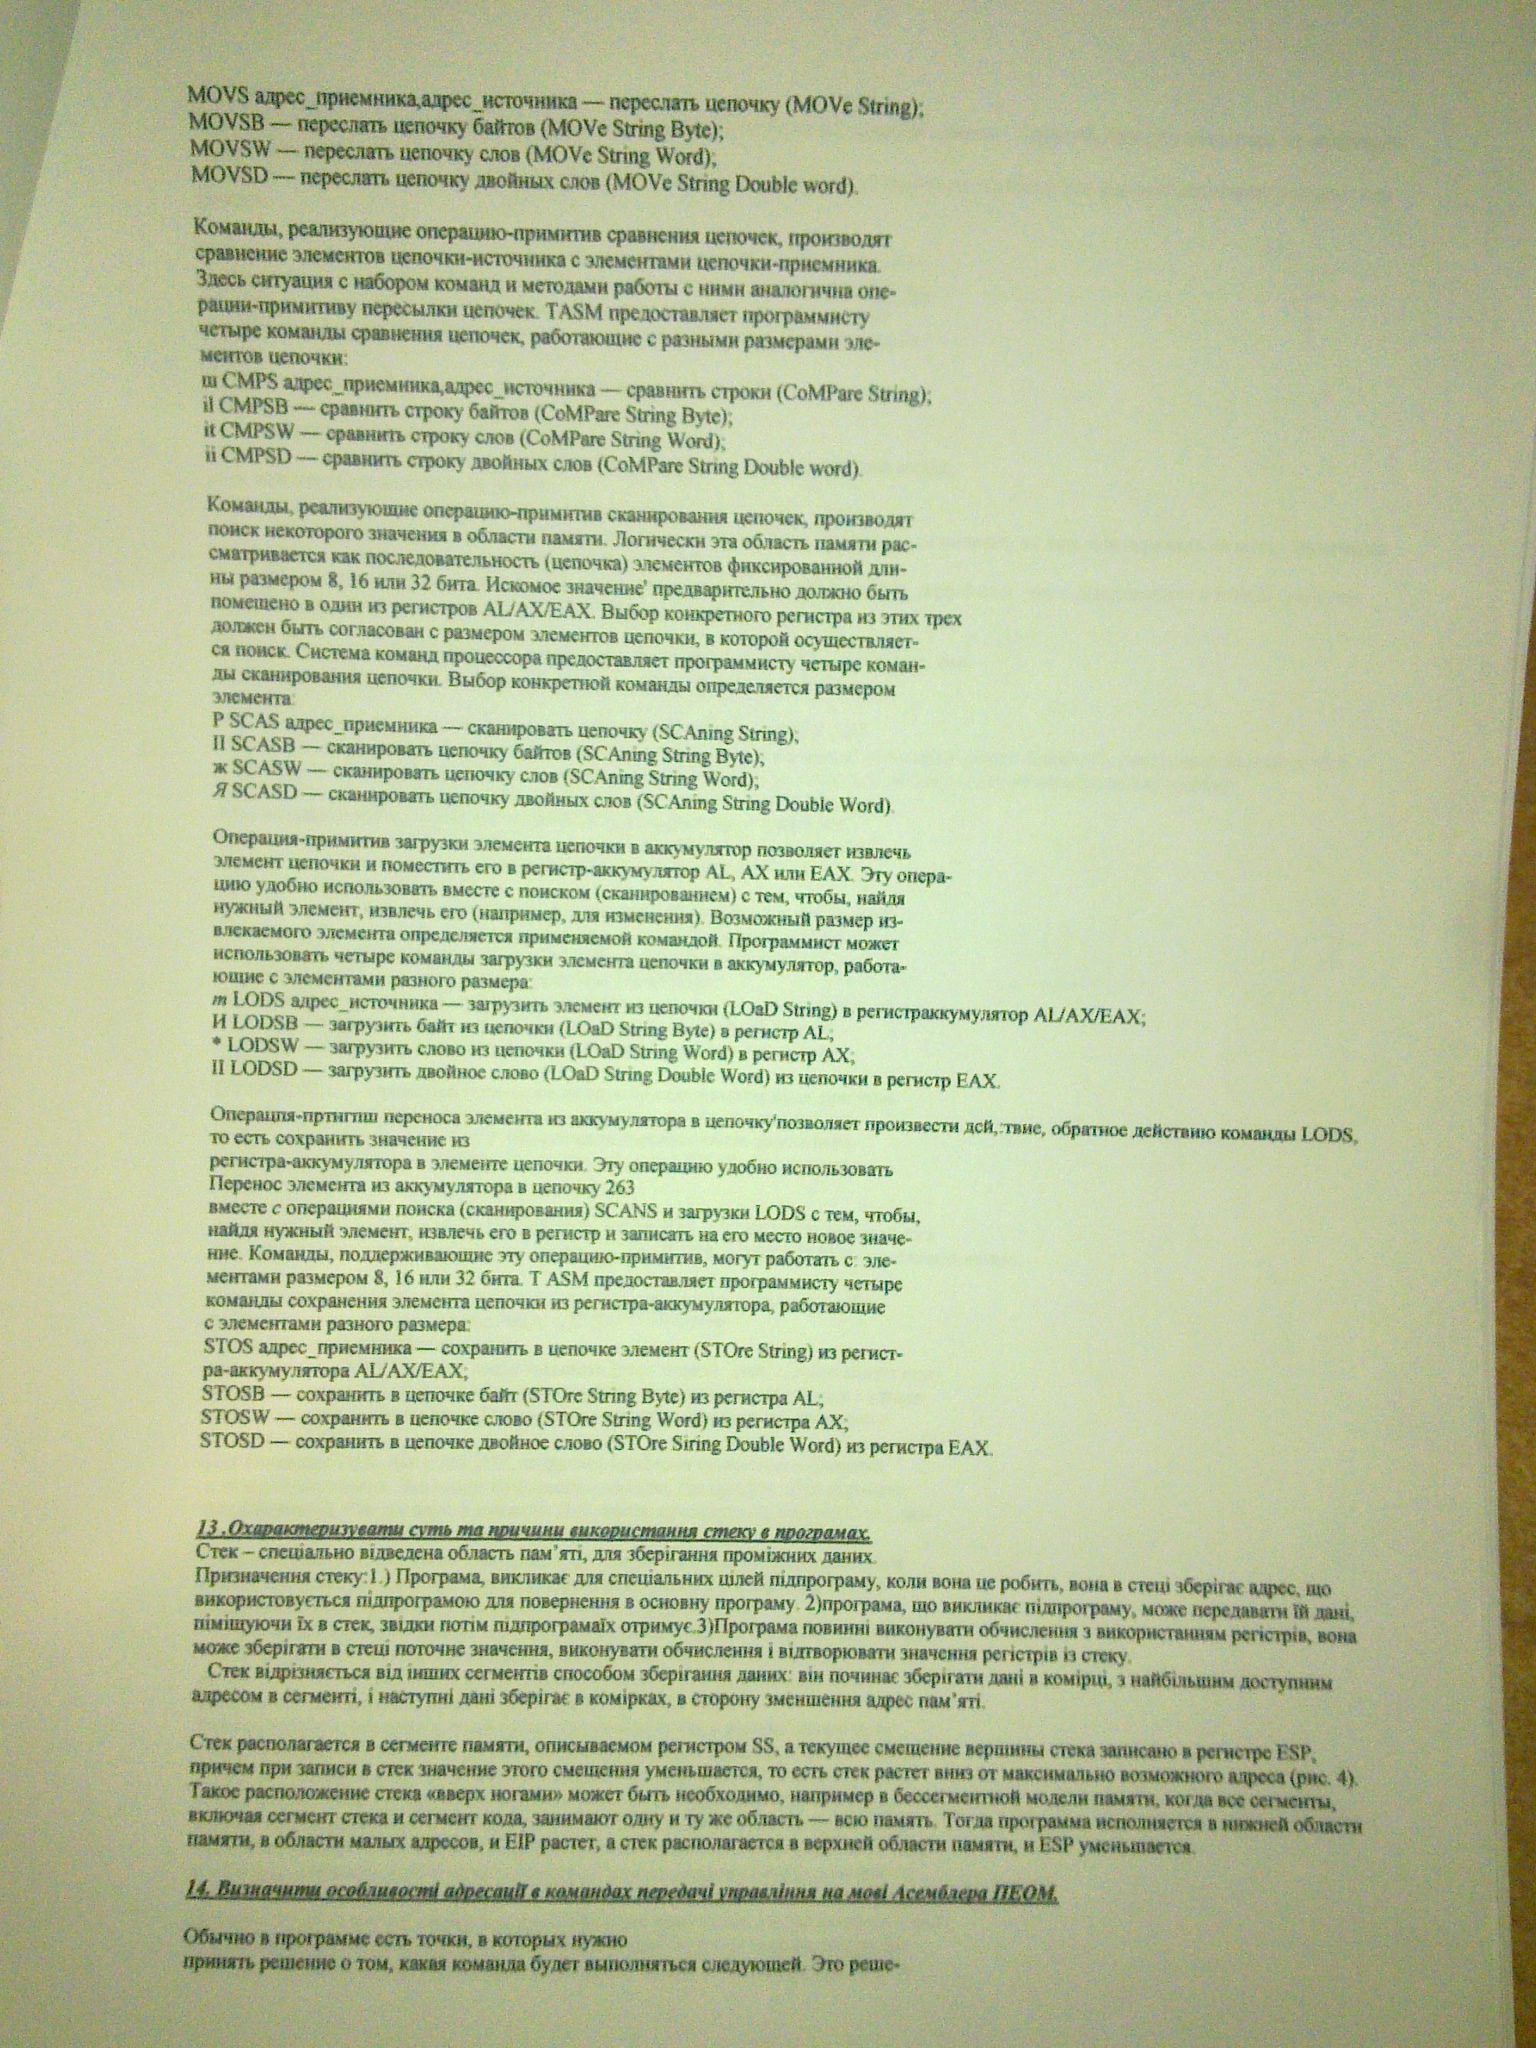 MOVS адрес_приемника,адрес_источника — переслать цепочку (MOVe String);
MOVSB — переслать цепочку байтов (MOVe String Byte);
MOVSW — переслать цепочку слов (MOVe String Word);
MOVSD — переслать цепочку двойных слов (MOVe String Double word).
Команды, реализующие операцию-примитив сравнения цепочек, производят
сравнение элементов цепочки-источника с элементами цепочки-приемника.
Здесь ситуация с набором команд и методами работы с ними аналогична опе-
рации-примитиву пересылки цепочек. TASM предоставляет программисту
четыре команды сравнения цепочек, работающие с разными размерами эле-
ментов цепочки:
ш CMPS адрес_приемника,адрес_источника — сравнить строки (CoMPare String);
il CMPSB — сравнить строку байтов (CoMPare String Byte);
it CMPSW — сравнить строку слов (CoMPare String Word);
ii CMPSD — сравнить строку двойных слов (CoMPare String Double word).
Команды, реализующие операцию-примитив сканирования цепочек, производят
поиск некоторого значения в области памяти. Логически эта область памяти рас-
сматривается как последовательность (цепочка) элементов фиксированной дли-
ны размером 8, 16 или 32 бита. Искомое значение' предварительно должно быть
помещено в один из регистров AL/AX/EAX. Выбор конкретного регистра из этих трех
должен быть согласован с размером элементов цепочки, в которой осуществляет-
ся поиск. Система команд процессора предоставляет программисту четыре коман-
ды сканирования цепочки. Выбор конкретной команды определяется размером
элемента:
P SCAS адрес_приемника — сканировать цепочку (SCAning String);
II SCASB — сканировать цепочку байтов (SCAning String Byte);
ж SCASW — сканировать цепочку слов (SCAning String Word);
Я SCASD — сканировать цепочку двойных слов (SCAning String Double Word).
Операция-примитив загрузки элемента цепочки в аккумулятор позволяет извлечь
элемент цепочки и поместить его в регистр-аккумулятор AL, AX или EAX. Эту опера-
цию удобно использовать вместе с поиском (сканированием) с тем, чтобы, найдя
нужный элемент, извлечь его (например, для изменения). Возможный размер из-
влекаемого элемента определяется применяемой командой. Программист может
использовать четыре команды загрузки элемента цепочки в аккумулятор, работа-
ющие с элементами разного размера:
m LODS адрес_источника — загрузить элемент из цепочки (LOaD String) в регистраккумулятор AL/AX/EAX;
И LODSB — загрузить байт из цепочки (LOaD String Byte) в регистр AL;
* LODSW — загрузить слово из цепочки (LOaD String Word) в регистр AX;
II LODSD — загрузить двойное слово (LOaD String Double Word) из цепочки в регистр EAX.
Операция-пртнгпш переноса элемента из аккумулятора в цепочку'позволяет произвести дсй,.твие, обратное действию команды LODS,
то есть сохранить значение из
регистра-аккумулятора в элементе цепочки. Эту операцию удобно использовать
Перенос элемента из аккумулятора в цепочку 263
вместе с операциями поиска (сканирования) SCANS и загрузки LODS с тем, чтобы,
найдя нужный элемент, извлечь его в регистр и записать на его место новое значе-
ние. Команды, поддерживающие эту операцию-примитив, могут работать с: эле-
ментами размером 8, 16 или 32 бита. T ASM предоставляет программисту четыре
команды сохранения элемента цепочки из регистра-аккумулятора, работающие
с элементами разного размера:
STOS адрес_приемника — сохранить в цепочке элемент (STOre String) из регист-
ра-аккумулятора AL/AX/EAX;
STOSB — сохранить в цепочке байт (STOre String Byte) из регистра AL;
STOSW — сохранить в цепочке слово (STOre String Word) из регистра AX;
STOSD — сохранить в цепочке двойное слово (STOre Siring Double Word) из регистра EAX.
13. Охарактеризувати суть та причини використання стеку в програмах.
Стек – спеціально відведена область пам'яті, для зберігання проміжних даних.
Призначення стеку:1.) Програма, викликає для спеціальних цілей підпрограму, коли вона це робить, вона в стеці зберігає адрес, що
використовується підпрограмою для повернення в основну програму. 2)програма, що викликає підпрограму, може передавати їй дані,
піміщуючи їх в стек, звідки потім підпрограмаїх отримує.3)Програма повинні виконувати обчислення з використанням регістрів, вона
може зберігати в стеці поточне значення, виконувати обчислення і відтворювати значення регістрів із стеку.
Стек відрізняється від інших сегментів способом зберігання даних: він починає зберігати дані в комірці, з найбільшим доступним
адресом в сегменті, і наступні дані зберігає в комірках, в сторону зменшення адрес пам'яті.
Стек располагается в сегменте памяти, описываемом регистром SS, а текущее смещение вершины стека записано в регистре ESP,
причем при записи в стек значение этого смещения уменьшается, то есть стек растет вниз от максимально возможного адреса (рис. 4).
Такое расположение стека «вверх ногами» может быть необходимо, например в бессегментной модели памяти, когда все сегменты,
включая сегмент стека и сегмент кода, занимают одну и ту же область — всю память. Тогда программа исполняется в нижней области
памяти, в области малых адресов, и EIP растет, а стек располагается в верхней области памяти, и ESP уменьшается.
14. Визначити особливості адресації в командах передачі управління на мові Асемблера ПЕОМ.
Обычно в программе есть точки, в которых нужно
принять решение о том, какая команда будет выполняться следующей. Это реше-